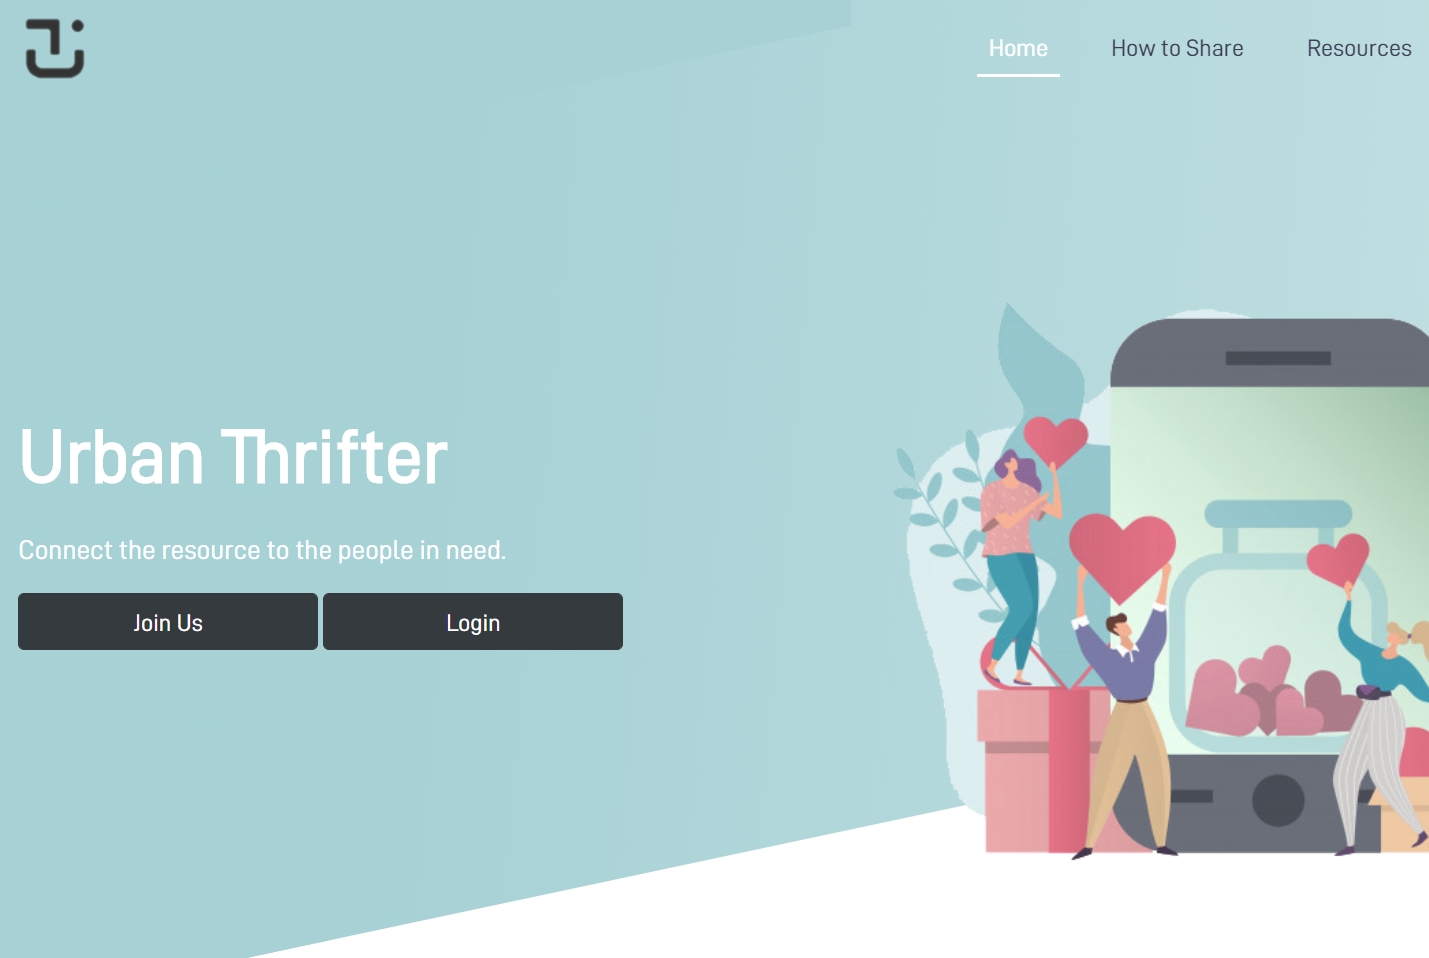 Home How to Share Resources
Urban Thrifter
Connect the resource to the people in need.
Join Us Login